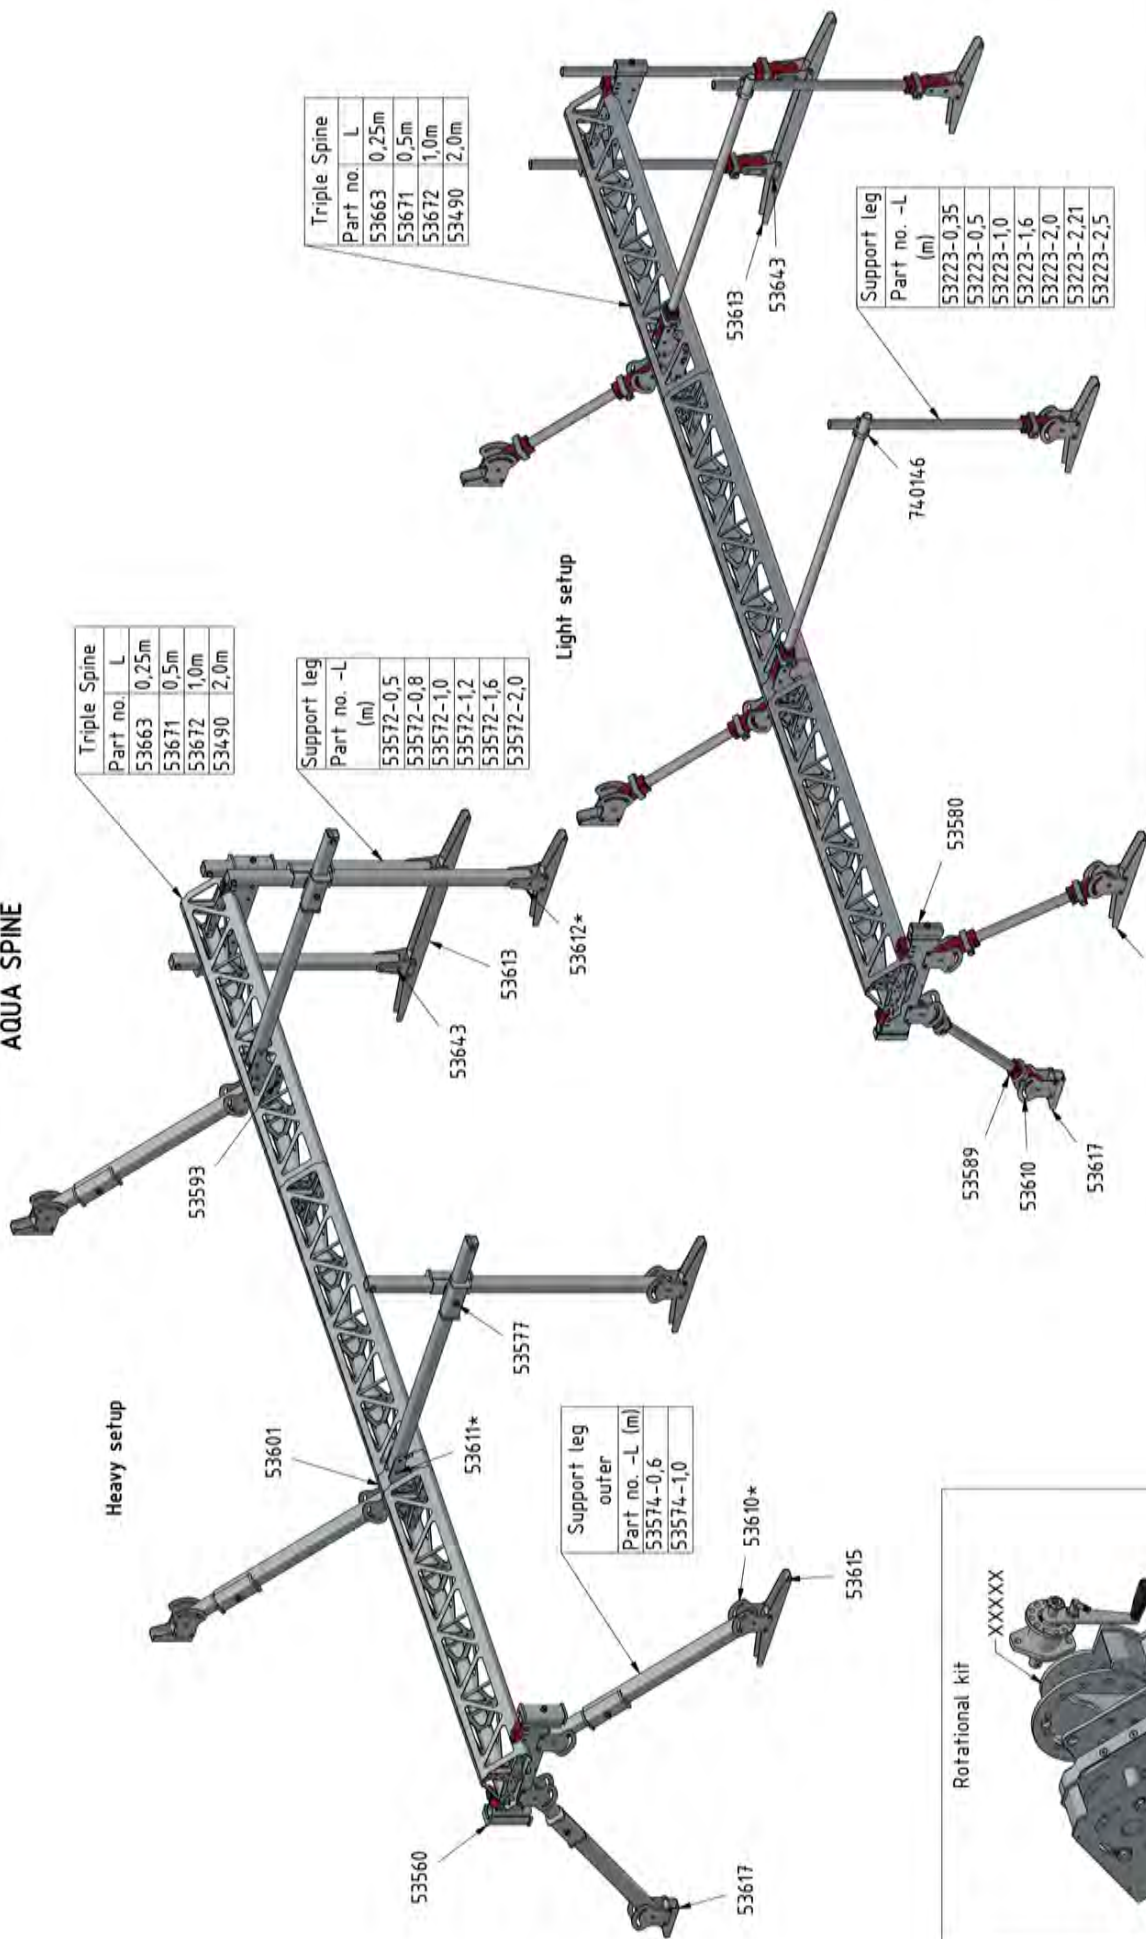 AQUA SPINE
Heavy setup
Triple Spine
Part no. L
53663 0,25m
53671 0,5m
53672 1,0m
53490 2,0m
Support leg
Part no. -L
(m)
53572-0,5
53572-0,8
53572-1,0
53572-1,2
53572-1,6
53572-2,0
53593
53643
53613
53612*
53601
53611*
53577
Support leg
outer
Part no. -L (m)
53574-0,6
53574-1,0
53610*
53615
53560
53617
Light setup
Triple Spine
Part no. L
53663 0,25m
53671 0,5m
53672 1,0m
53490 2,0m
53613
53643
Support leg
Part no. -L
(m)
53223-0,35
53223-0,5
53223-1,0
53223-1,6
53223-2,0
53223-2,21
53223-2,5
740146
53580
53589
53610
53617
Rotational kit
XXXXX